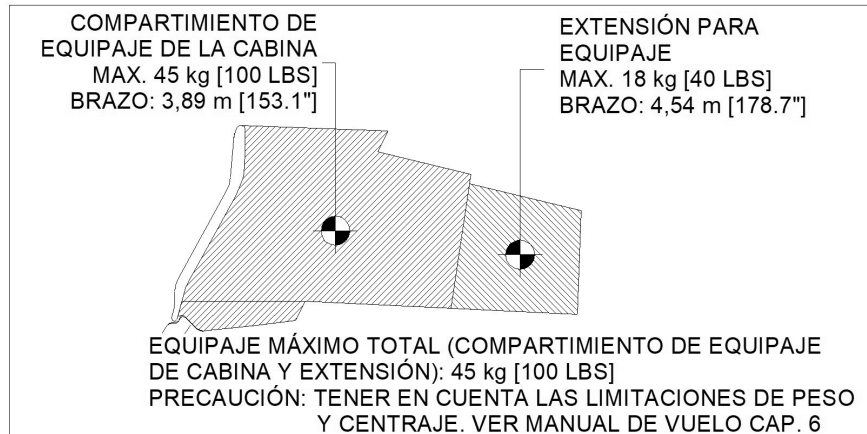 COMPARTIMIENTO DE
EQUIPAJE DE LA CABINA
MAX. 45 kg [100 LBS]
BRAZO: 3,89 m [153.1"]
EXTENSIÓN PARA
EQUIPAJE
MAX. 18 kg [40 LBS]
BRAZO: 4,54 m [178.7"]
EQUIPAJE MÁXIMO TOTAL (COMPARTIMIENTO DE EQUIPAJE
DE CABINA Y EXTENSIÓN): 45 kg [100 LBS]
PRECAUCIÓN: TENER EN CUENTA LAS LIMITACIONES DE PESO
Y CENTRAJE. VER MANUAL DE VUELO CAP. 6